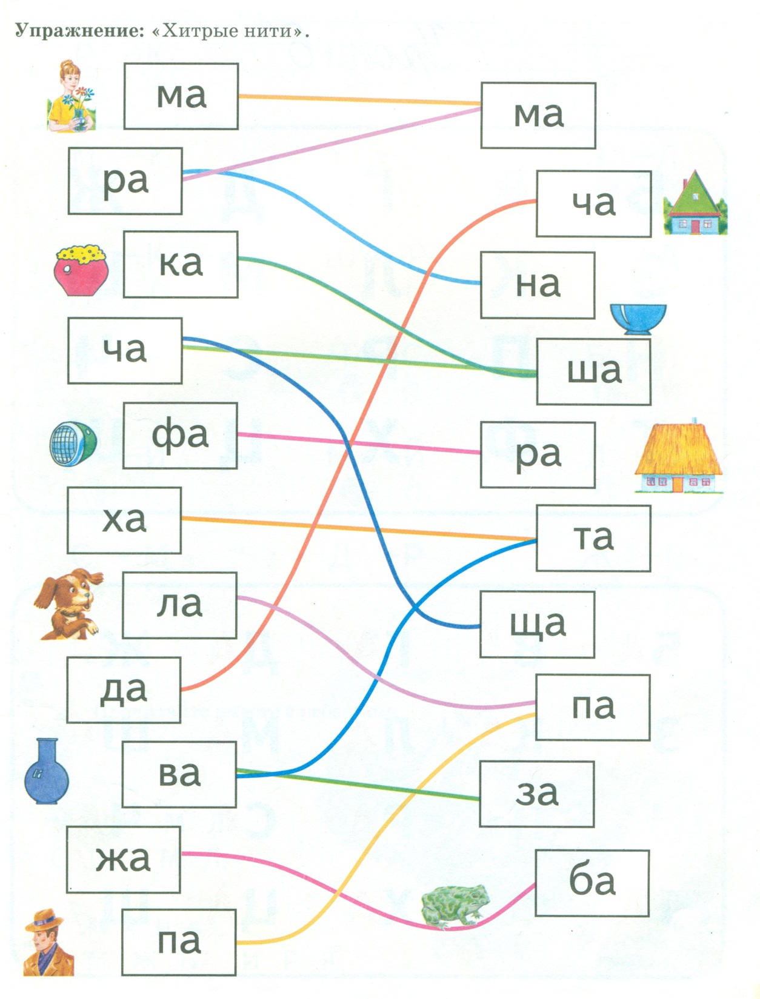 Упражнение: «Хитрые нити».
ма
ма
ра
ча
ка
на
ча
ша
фа
ра
ха
та
ла
ща
да
па
ва
за
жа
ба
па